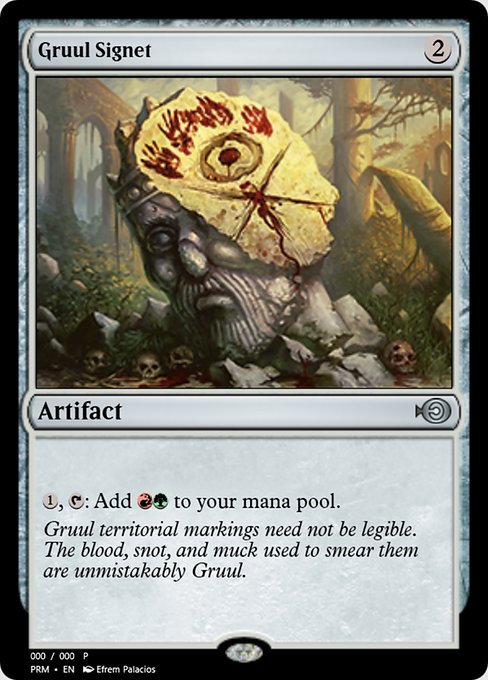 Gruul Signet 2
Artifact
1, T: Add RG to your mana pool.
Gruul territorial markings need not be legible.
The blood, snot, and muck used to smear them
are unmistakably Gruul.
000 / 000 P
PRM • EN Efrem Palacios